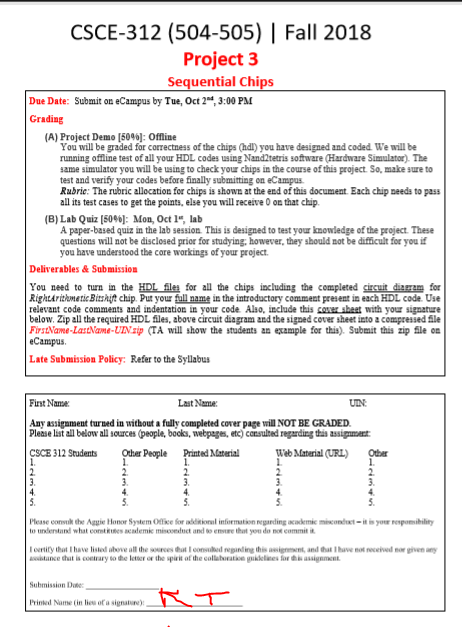 CSCE-312 (504-505) | Fall 2018
Project 3
Sequential Chips
Due Date: Submit on eCampus by Tue, Oct 2nd, 3:00 PM
Grading
(A) Project Demo [50%]: Offline
You will be graded for correctness of the chips (hdl) you have designed and coded. We will be
running offline test of all your HDL codes using Nand2tetris software (Hardware Simulator). The
same simulator you will be using to check your chips in the course of this project. So, make sure to
test and verify your codes before finally submitting on eCampus.
Rubric: The rubric allocation for chips is shown at the end of this document. Each chip needs to pass
all its test cases to get the points, else you will receive 0 on that chip.
(B) Lab Quiz [50%]: Mon, Oct 1st, lab
A paper-based quiz in the lab session. This is designed to test your knowledge of the project. These
questions will not be disclosed prior for studying; however, they should not be difficult for you if
you have understood the core workings of your project.
Deliverables & Submission
You need to turn in the HDL files for all the chips including the completed circuit diagram for
RightArithmeticBitshift chip. Put your full name in the introductory comment present in each HDL code. Use
relevant code comments and indentation in your code. Also, include this cover sheet with your signature
below. Zip all the required HDL files, above circuit diagram and the signed cover sheet into a compressed file
FirstName-LastName-UIN.zip (TA will show the students an example for this). Submit this zip file on
eCampus.
Late Submission Policy: Refer to the Syllabus
First Name: Last Name: UIN:
Any assignment turned in without a fully completed cover page will NOT BE GRADED.
Please list all below all sources (people, books, webpages, etc) consulted regarding this assignment:
CSCE 312 Students Other People Printed Material Web Material (URL) Other
1. 1. 1. 1. 1.
2. 2. 2. 2. 2.
3. 3. 3. 3. 3.
4. 4. 4. 4. 4.
5. 5. 5. 5. 5.
Please consult the Aggie Honor System Office for additional information regarding academic misconduct – it is your responsibility
to understand what constitutes academic misconduct and to ensure that you do not commit it.
I certify that I have listed above all the sources that I consulted regarding this assignment, and that I have not received nor given any
assistance that is contrary to the letter or the spirit of the collaboration guidelines for this assignment.
Submission Date:
Printed Name (in lieu of a signature): KT